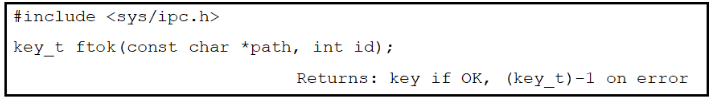 #include <sys/ipc.h>
key_t ftok(const char *path, int id);
Returns: key if OK, (key_t)-1 on error